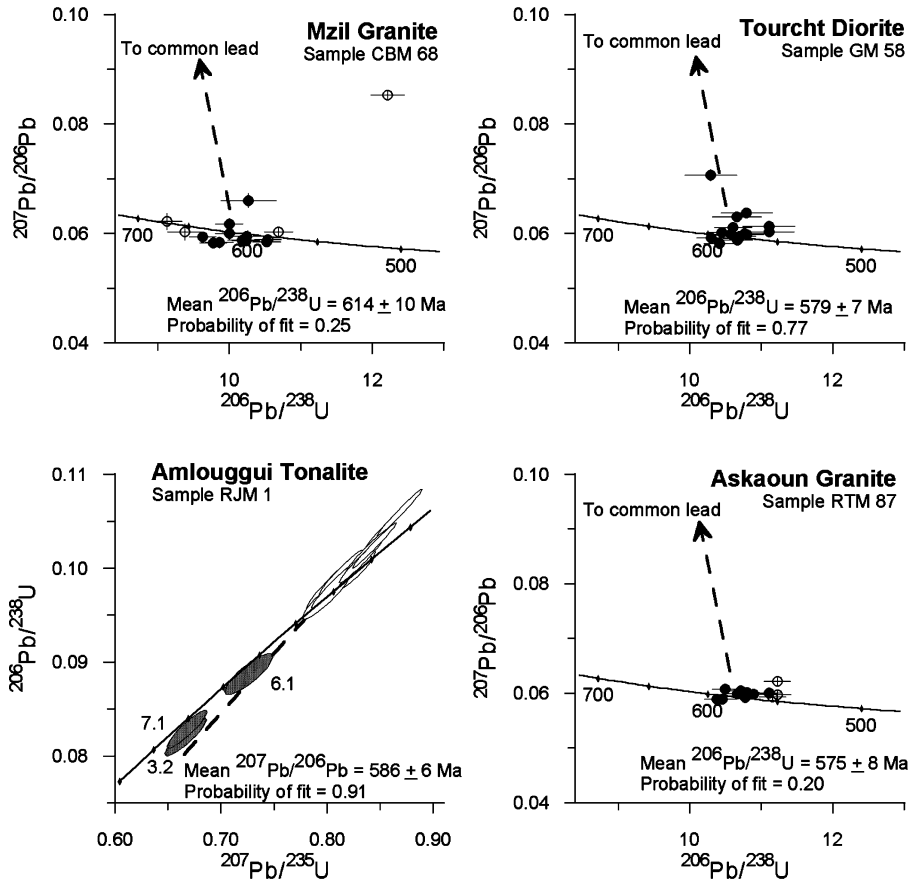 Mzil Granite
Sample CBM 68
To common lead
0.10
0.08
0.06
0.04
207Pb/206Pb
700
600
500
Mean 206Pb/238U = 614 ± 10 Ma
Probability of fit = 0.25
10
12
206Pb/238U
Tourcht Diorite
Sample GM 58
To common lead
0.10
0.08
0.06
0.04
207Pb/206Pb
700
600
500
Mean 206Pb/238U = 579 ± 7 Ma
Probability of fit = 0.77
10
12
206Pb/238U
Amlouggui Tonalite
Sample RJM 1
0.11
0.10
0.09
0.08
206Pb/238U
7.1
6.1
3.2
Mean 207Pb/206Pb = 586 ± 6 Ma
Probability of fit = 0.91
0.60
0.70
0.80
0.90
207Pb/235U
Askaoun Granite
Sample RTM 87
To common lead
0.10
0.08
0.06
0.04
207Pb/206Pb
700
600
500
Mean 206Pb/238U = 575 ± 8 Ma
Probability of fit = 0.20
10
12
206Pb/238U